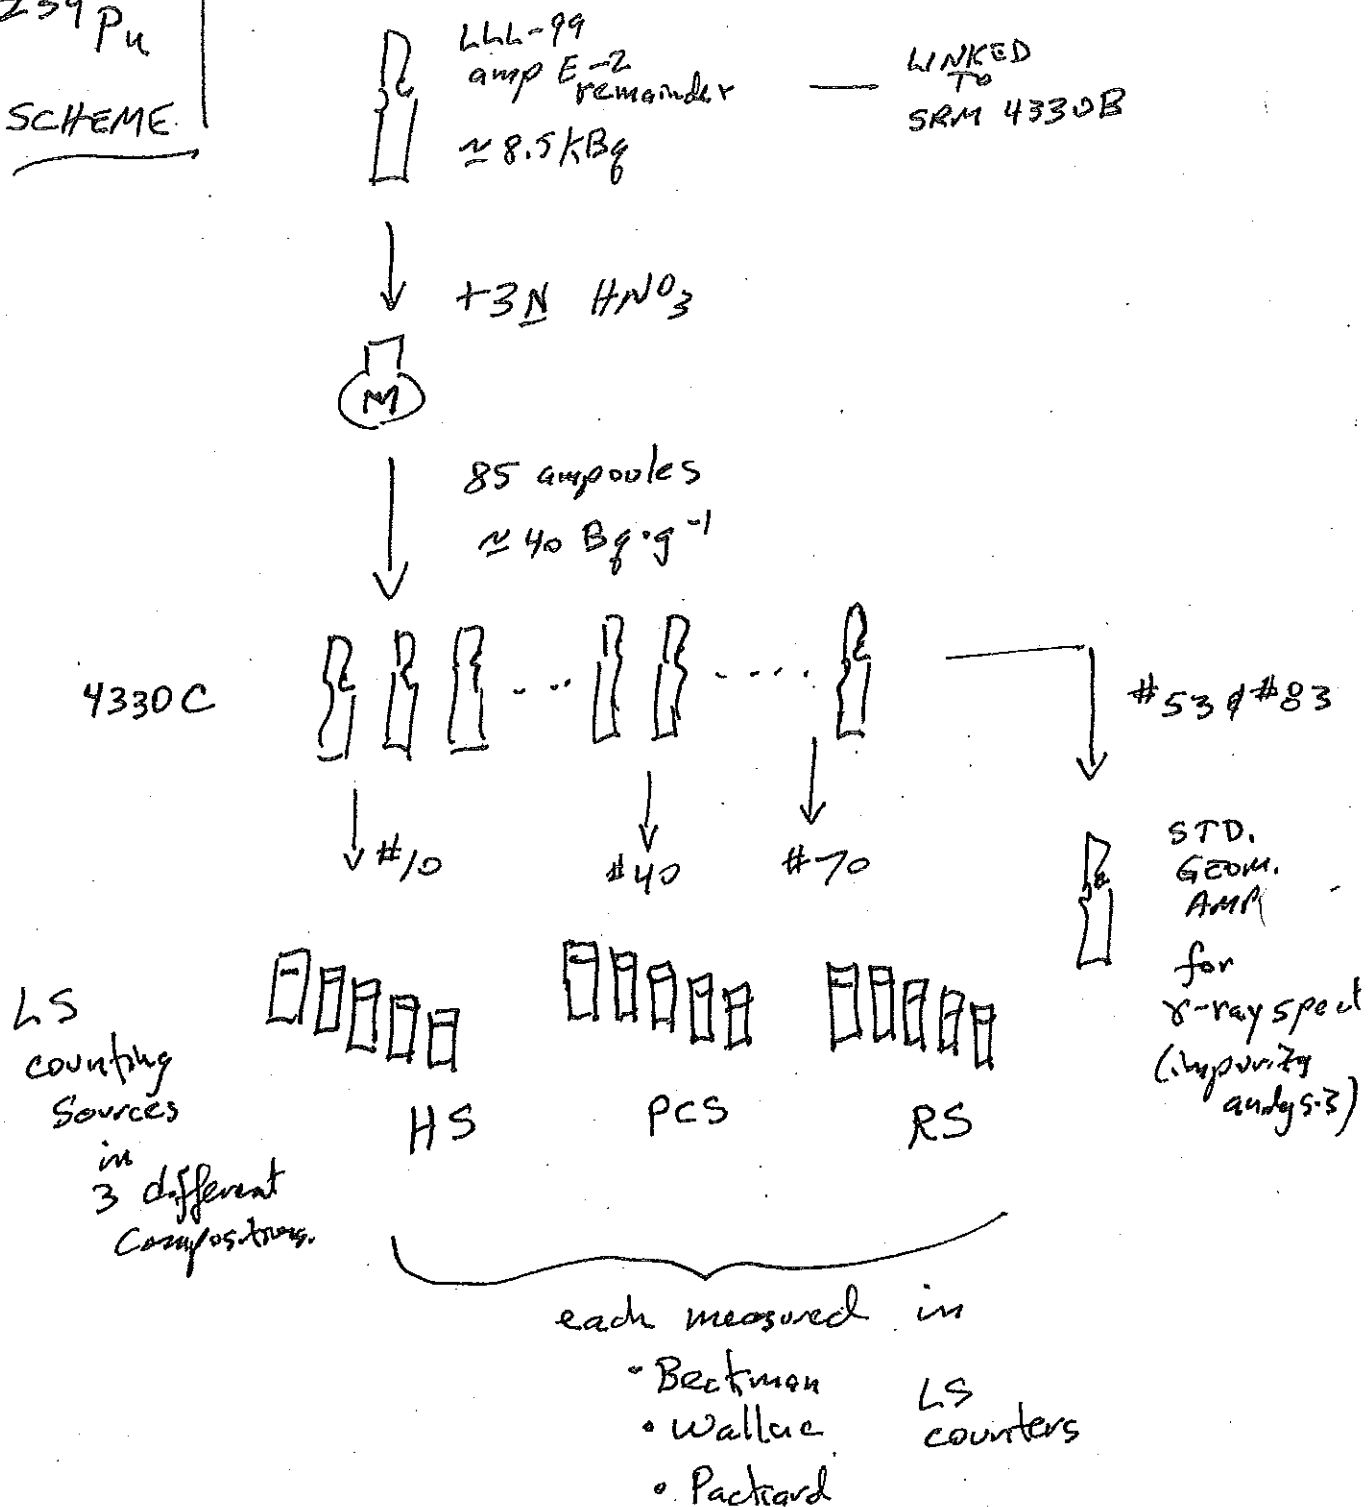 239Pu
SCHEME
LLL-99
amp E-2
remainder
≃ 8.5 kBq
LINKED
TO
SRM 4330B
+3N HNO3
M
85 ampoules
≃ 40 Bq·g⁻¹
4330C
#53 & #83
#10
#40
#70
STD.
GEOM.
AMP
for
γ-ray spect
(impurity
analysis)
LS
counting
Sources
in
3 different
Compositions.
HS
PCS
RS
each measured in
• Beckman
• Wallac
• Packard
LS
counters